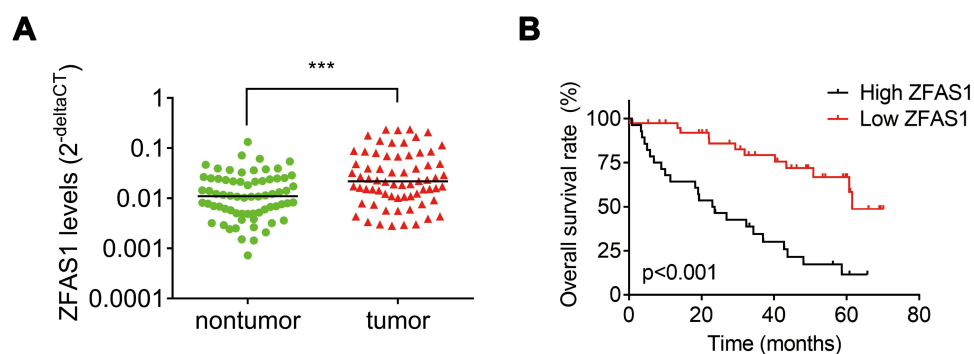 A
ZFAS1 levels (2^-deltaCT)
1
0.1
0.01
0.001
0.0001
***
nontumor
tumor
B
Overall survival rate (%)
100
75
50
25
0
High ZFAS1
Low ZFAS1
p<0.001
0
20
40
60
80
Time (months)